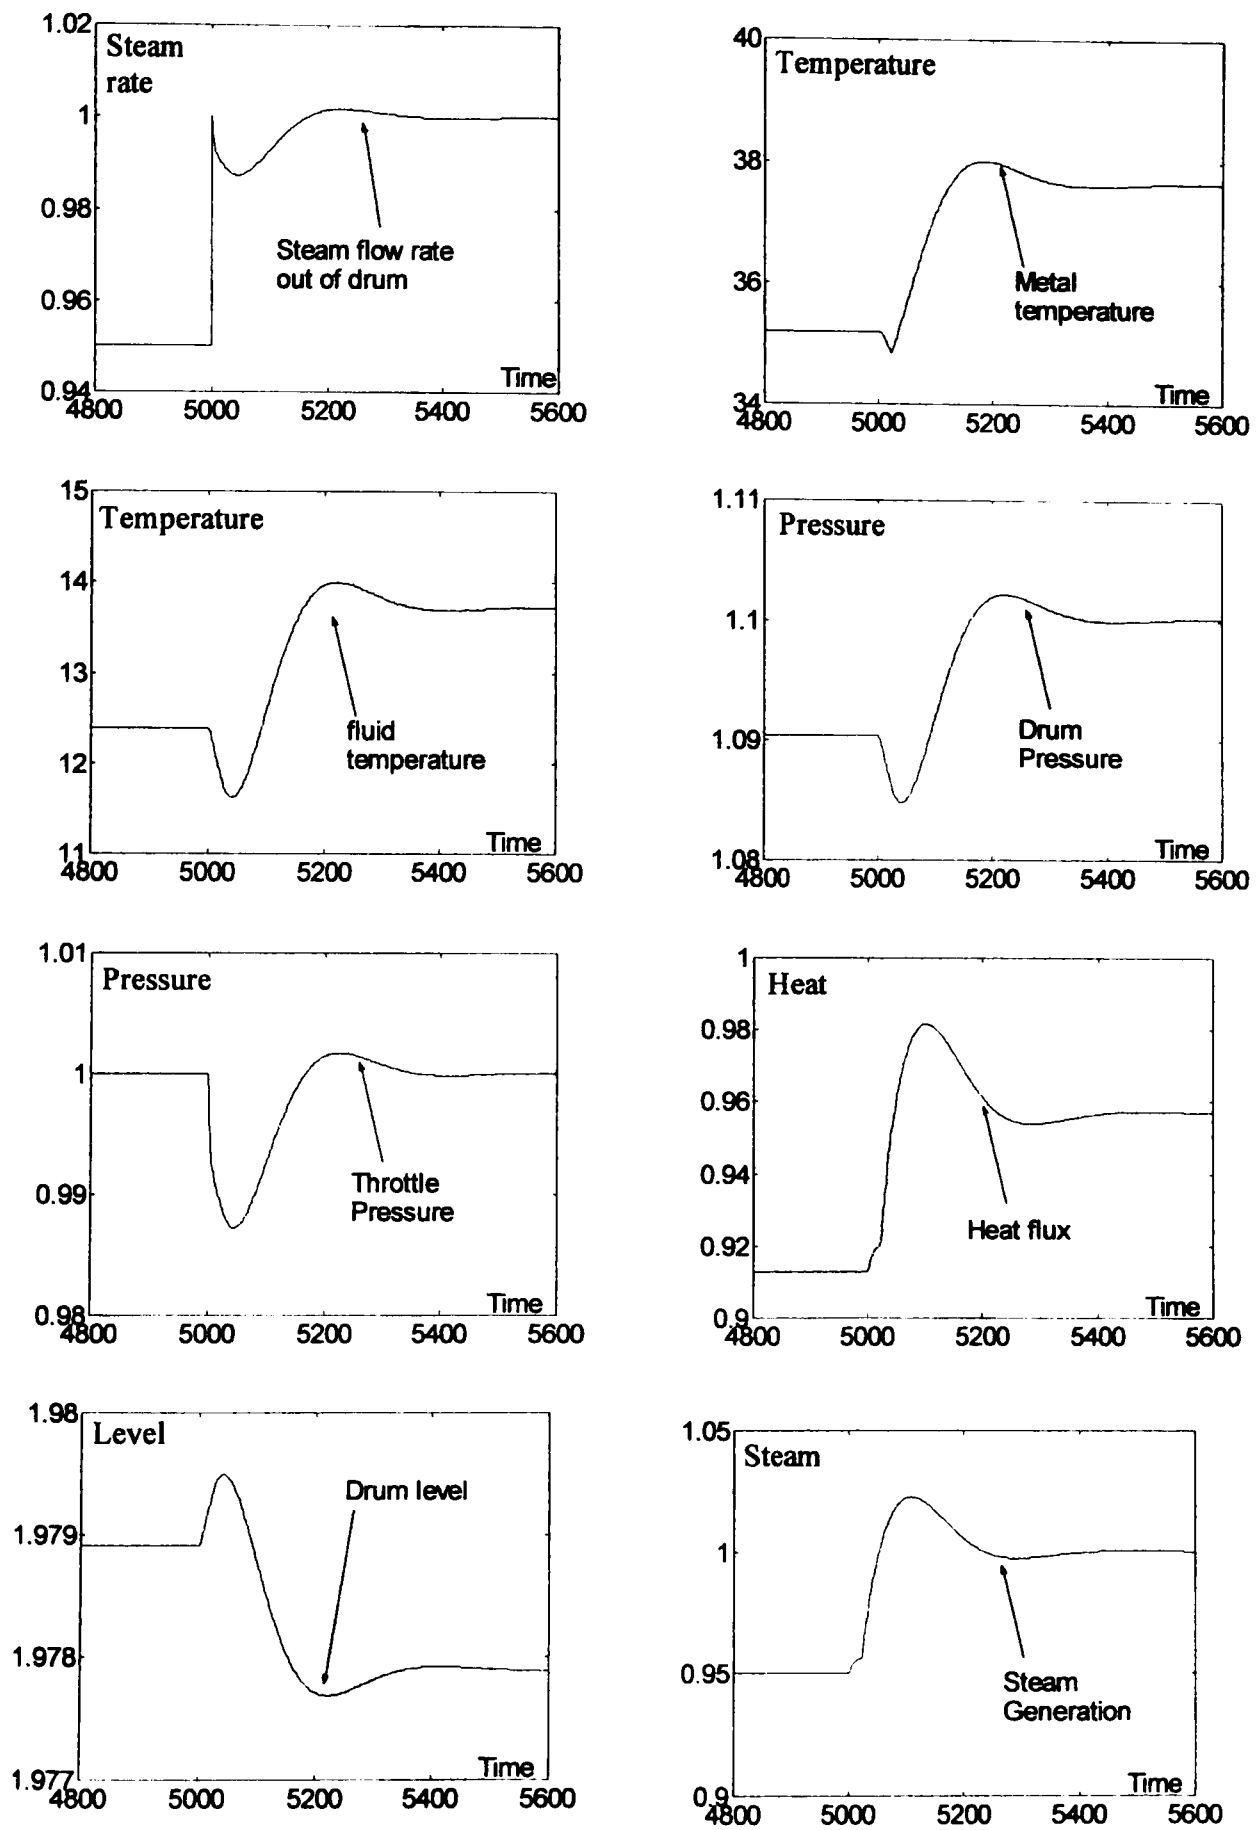 1.02
Steam
rate
1
0.98
Steam flow rate
out of drum
0.96
Time
0.94
4800 5000 5200 5400 5600
40
Temperature
38
36
Metal
temperature
Time
34
4800 5000 5200 5400 5600
15
Temperature
14
13
fluid
temperature
12
Time
11
4800 5000 5200 5400 5600
1.11
Pressure
1.1
Drum
Pressure
1.09
Time
1.08
4800 5000 5200 5400 5600
1.01
Pressure
1
Throttle
Pressure
0.99
Time
0.98
4800 5000 5200 5400 5600
1
Heat
0.98
0.96
0.94
Heat flux
0.92
Time
0.9
4800 5000 5200 5400 5600
1.98
Level
Drum level
1.979
1.978
Time
1.977
4800 5000 5200 5400 5600
1.05
Steam
1
0.95
Steam
Generation
Time
0.9
4800 5000 5200 5400 5600